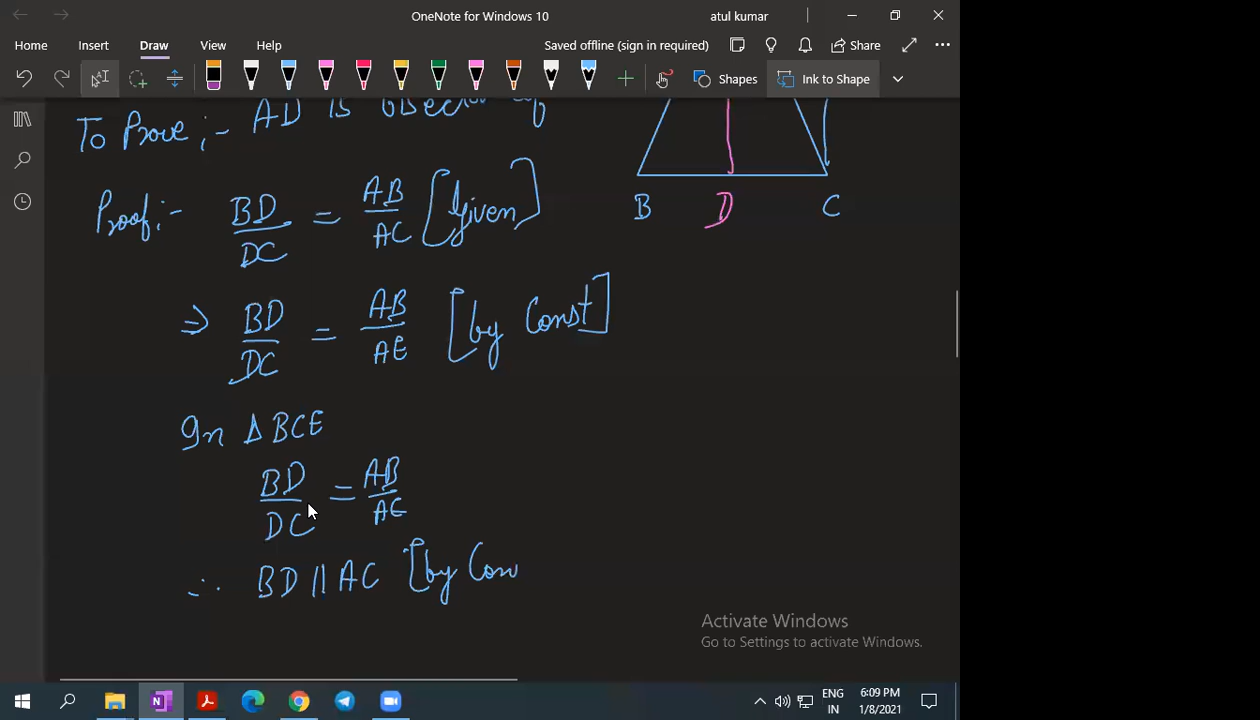 OneNote for Windows 10
atul kumar
Home Insert Draw View Help
Saved offline (sign in required)
Share
Shapes
Ink to Shape
To Prove :- AD is bisector of
B D C
Proof :- BD/DC = AB/AC [Given]
⇒ BD/DC = AB/AE [by Const]
In Δ BCE
BD/DC = AB/AE
∴ BD || AC [by Con
Activate Windows
Go to Settings to activate Windows.
ENG
IN
6:09 PM
1/8/2021